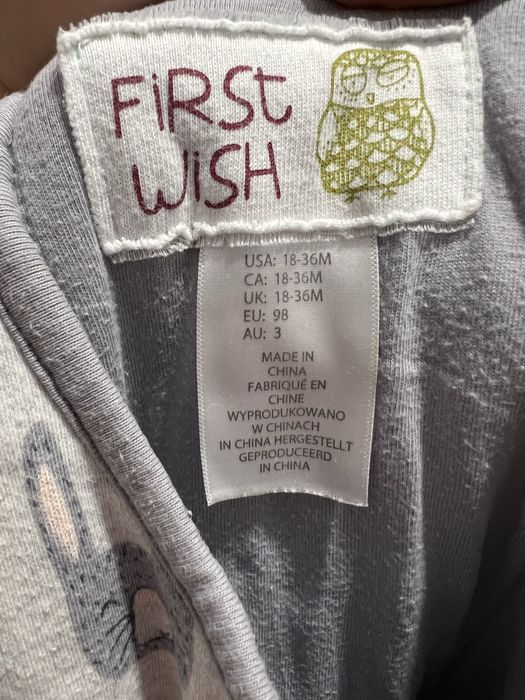 FiRSt
WiSH
USA: 18-36M
CA: 18-36M
UK: 18-36M
EU: 98
AU: 3
MADE IN
CHINA
FABRIQUÉ EN
CHINE
WYPRODUKOWANO
W CHINACH
IN CHINA HERGESTELLT
GEPRODUCEERD
IN CHINA